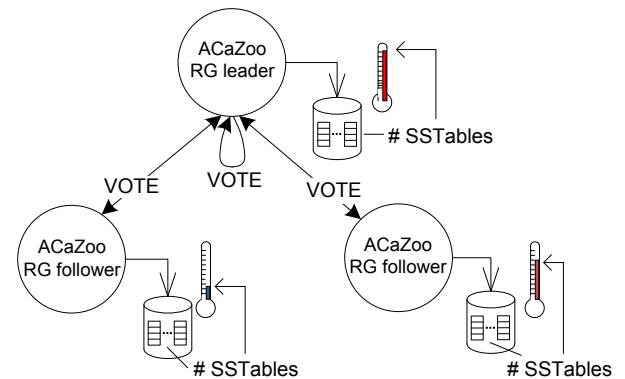 ACaZoo
RG leader
# SSTables
VOTE
VOTE
VOTE
ACaZoo
RG follower
ACaZoo
RG follower
# SSTables
# SSTables